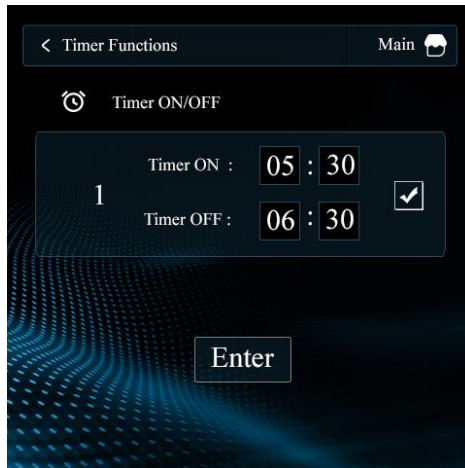 < Timer Functions Main
Timer ON/OFF
Timer ON : 05 : 30
1
Timer OFF : 06 : 30
Enter